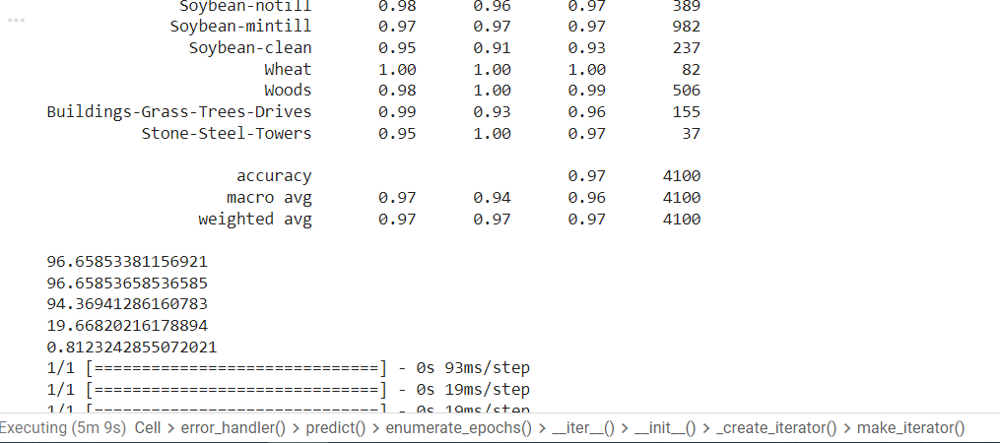 Soybean-notill 0.98 0.96 0.97 389
Soybean-mintill 0.97 0.97 0.97 982
Soybean-clean 0.95 0.91 0.93 237
Wheat 1.00 1.00 1.00 82
Woods 0.98 1.00 0.99 506
Buildings-Grass-Trees-Drives 0.99 0.93 0.96 155
Stone-Steel-Towers 0.95 1.00 0.97 37
accuracy 0.97 4100
macro avg 0.97 0.94 0.96 4100
weighted avg 0.97 0.97 0.97 4100
96.65853381156921
96.65853658536585
94.36941286160783
19.66820216178894
0.8123242855072021
1/1 [==============================] - 0s 93ms/step
1/1 [==============================] - 0s 19ms/step
1/1 [==============================] - 0s 19ms/step
Executing (5m 9s) Cell > error_handler() > predict() > enumerate_epochs() > __iter__() > __init__() > _create_iterator() > make_iterator()